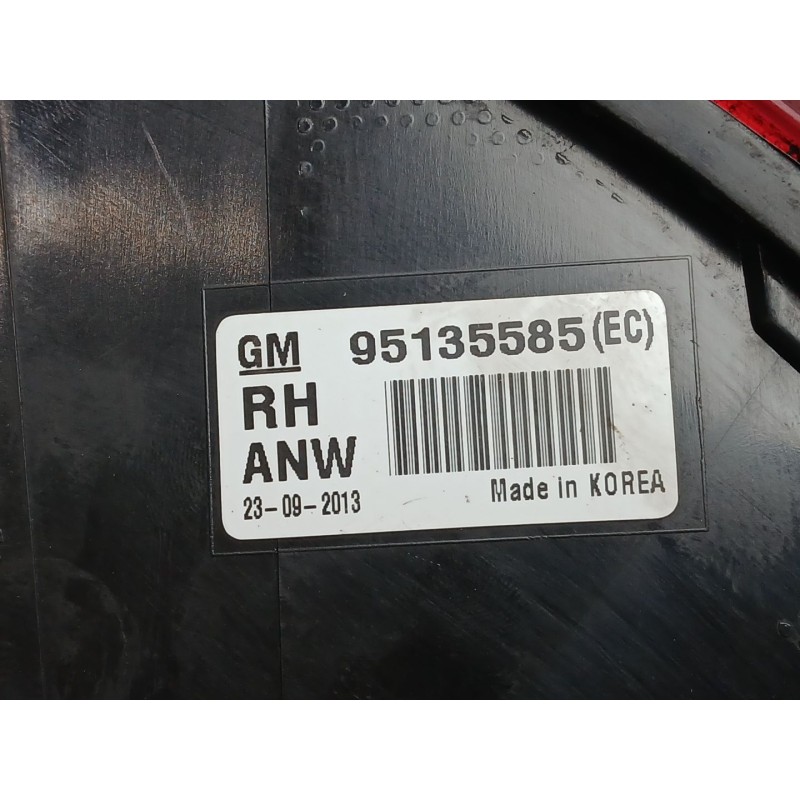 GM 95135585 (EC)
RH
ANW
23-09-2013
Made in KOREA